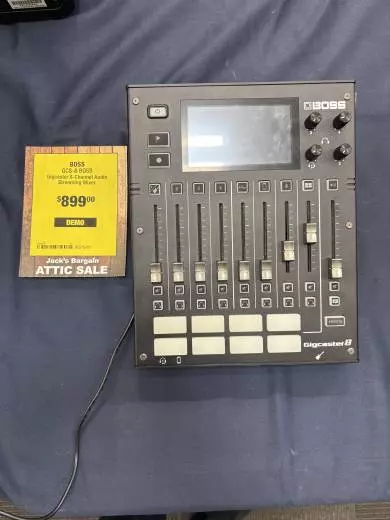 BOSS
GCS-8 BOSS
Gigcaster 8-Channel Audio
Streaming Mixer
$899.00
DEMO
Jack's Bargain
ATTIC SALE
BOSS
Gigcaster 8